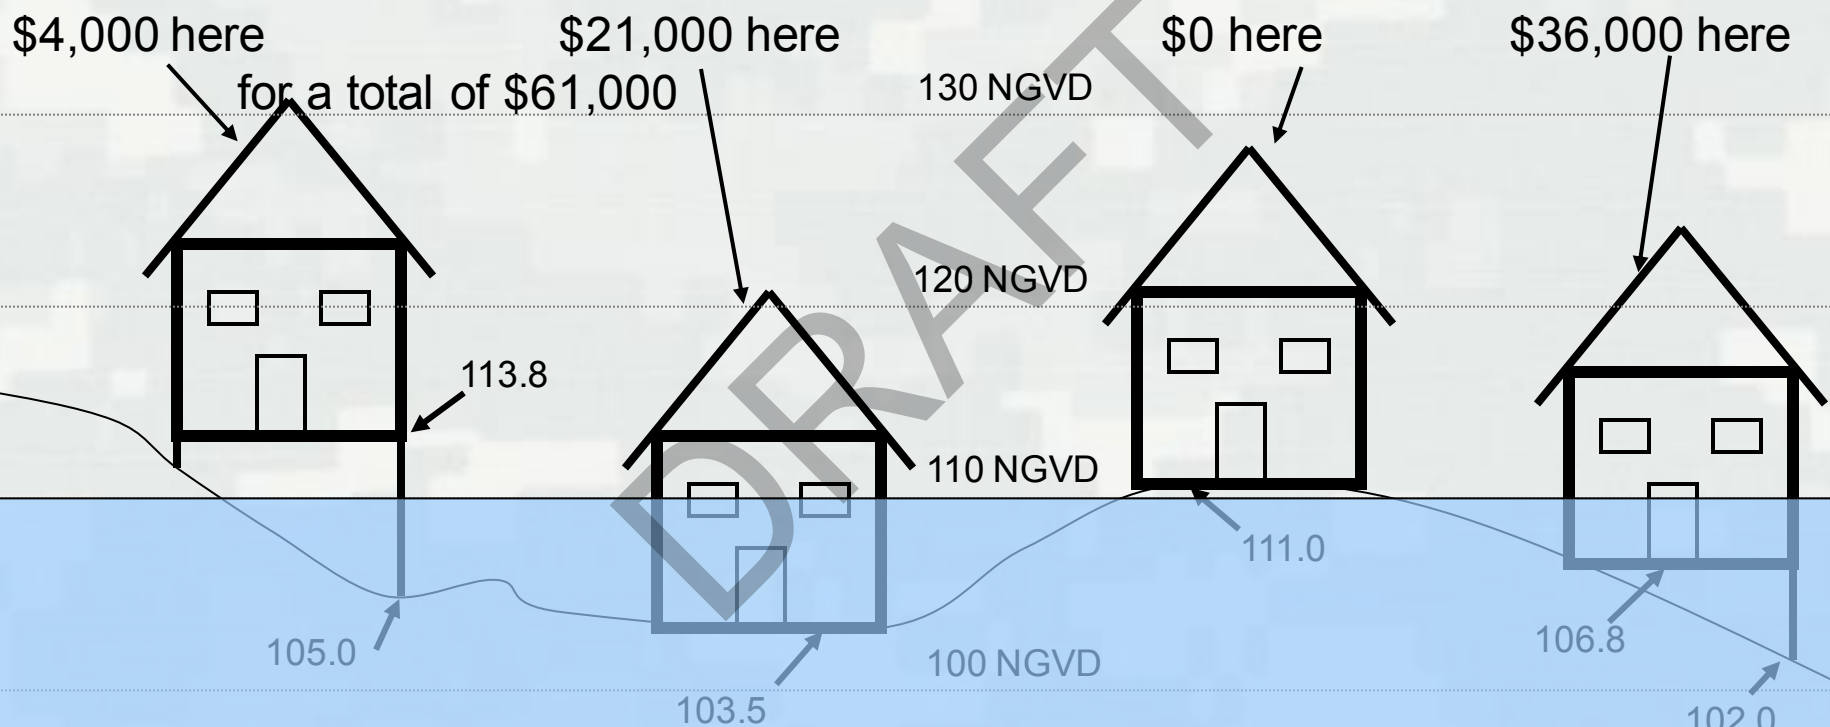 $4,000 here
$21,000 here
$0 here
$36,000 here
for a total of $61,000
130 NGVD
120 NGVD
113.8
110 NGVD
111.0
105.0
106.8
100 NGVD
103.5
102.0
DRAFT